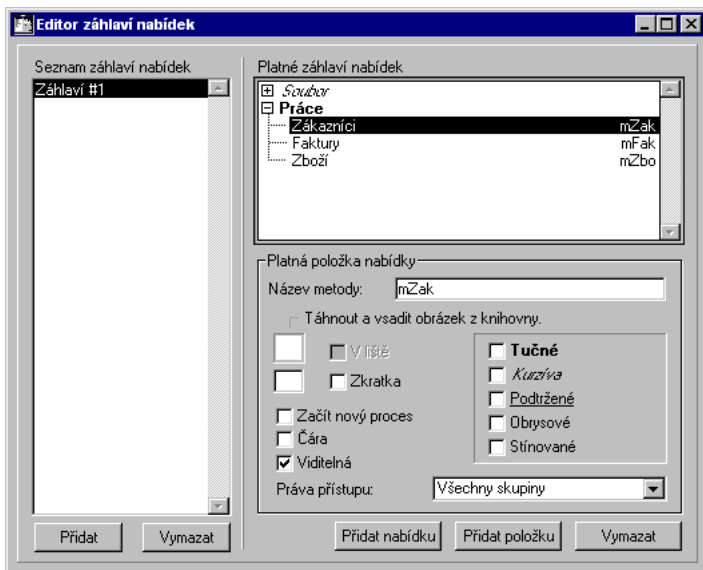 Editor záhlaví nabídek
Seznam záhlaví nabídek
Záhlaví #1
Přidat
Vymazat
Platné záhlaví nabídek
Soubor
Práce
Zákazníci mZak
Faktury mFak
Zboží mZbo
Platná položka nabídky
Název metody: mZak
Táhnout a vsadit obrázek z knihovny.
V liště
Zkratka
Začít nový proces
Čára
Viditelná
Tučné
Kurzíva
Podtržené
Obrysové
Stínované
Práva přístupu: Všechny skupiny
Přidat nabídku
Přidat položku
Vymazat